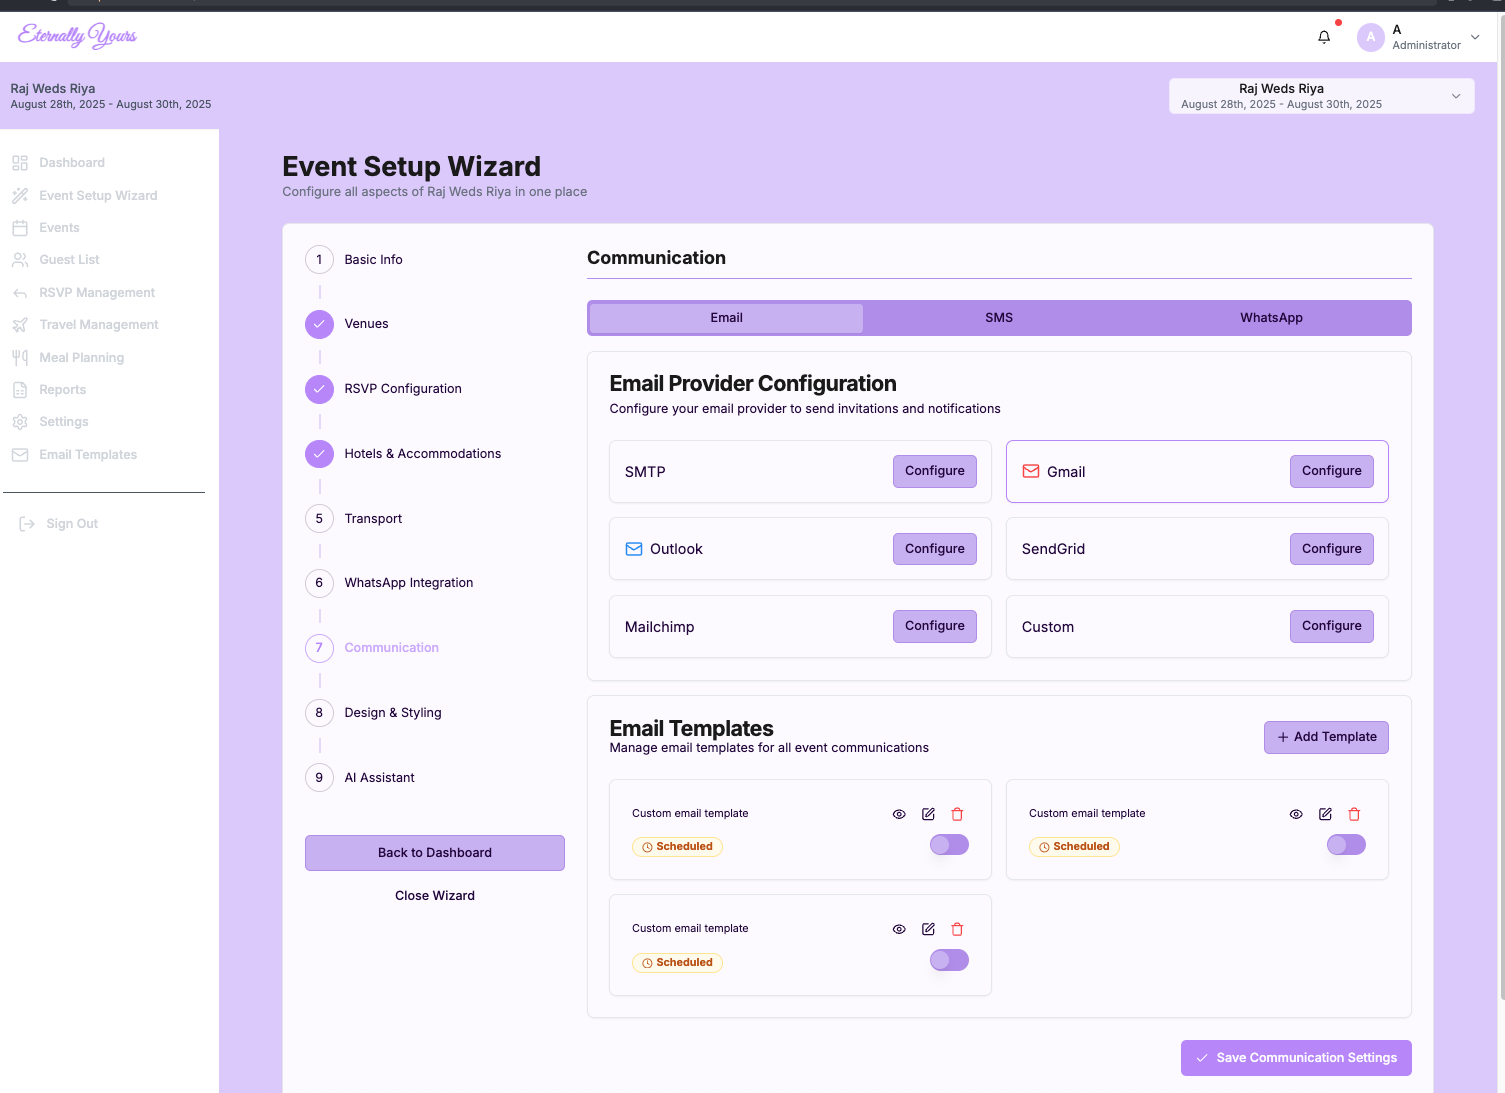 Eternally Yours
A
A
Administrator
Raj Weds Riya
August 28th, 2025 - August 30th, 2025
Raj Weds Riya
August 28th, 2025 - August 30th, 2025
Dashboard
Event Setup Wizard
Events
Guest List
RSVP Management
Travel Management
Meal Planning
Reports
Settings
Email Templates
Sign Out
Event Setup Wizard
Configure all aspects of Raj Weds Riya in one place
1 Basic Info
Venues
RSVP Configuration
Hotels & Accommodations
5 Transport
6 WhatsApp Integration
7 Communication
8 Design & Styling
9 AI Assistant
Back to Dashboard
Close Wizard
Communication
Email SMS WhatsApp
Email Provider Configuration
Configure your email provider to send invitations and notifications
SMTP Configure
Gmail Configure
Outlook Configure
SendGrid Configure
Mailchimp Configure
Custom Configure
Email Templates
Manage email templates for all event communications
Add Template
Custom email template
Scheduled
Custom email template
Scheduled
Custom email template
Scheduled
Save Communication Settings